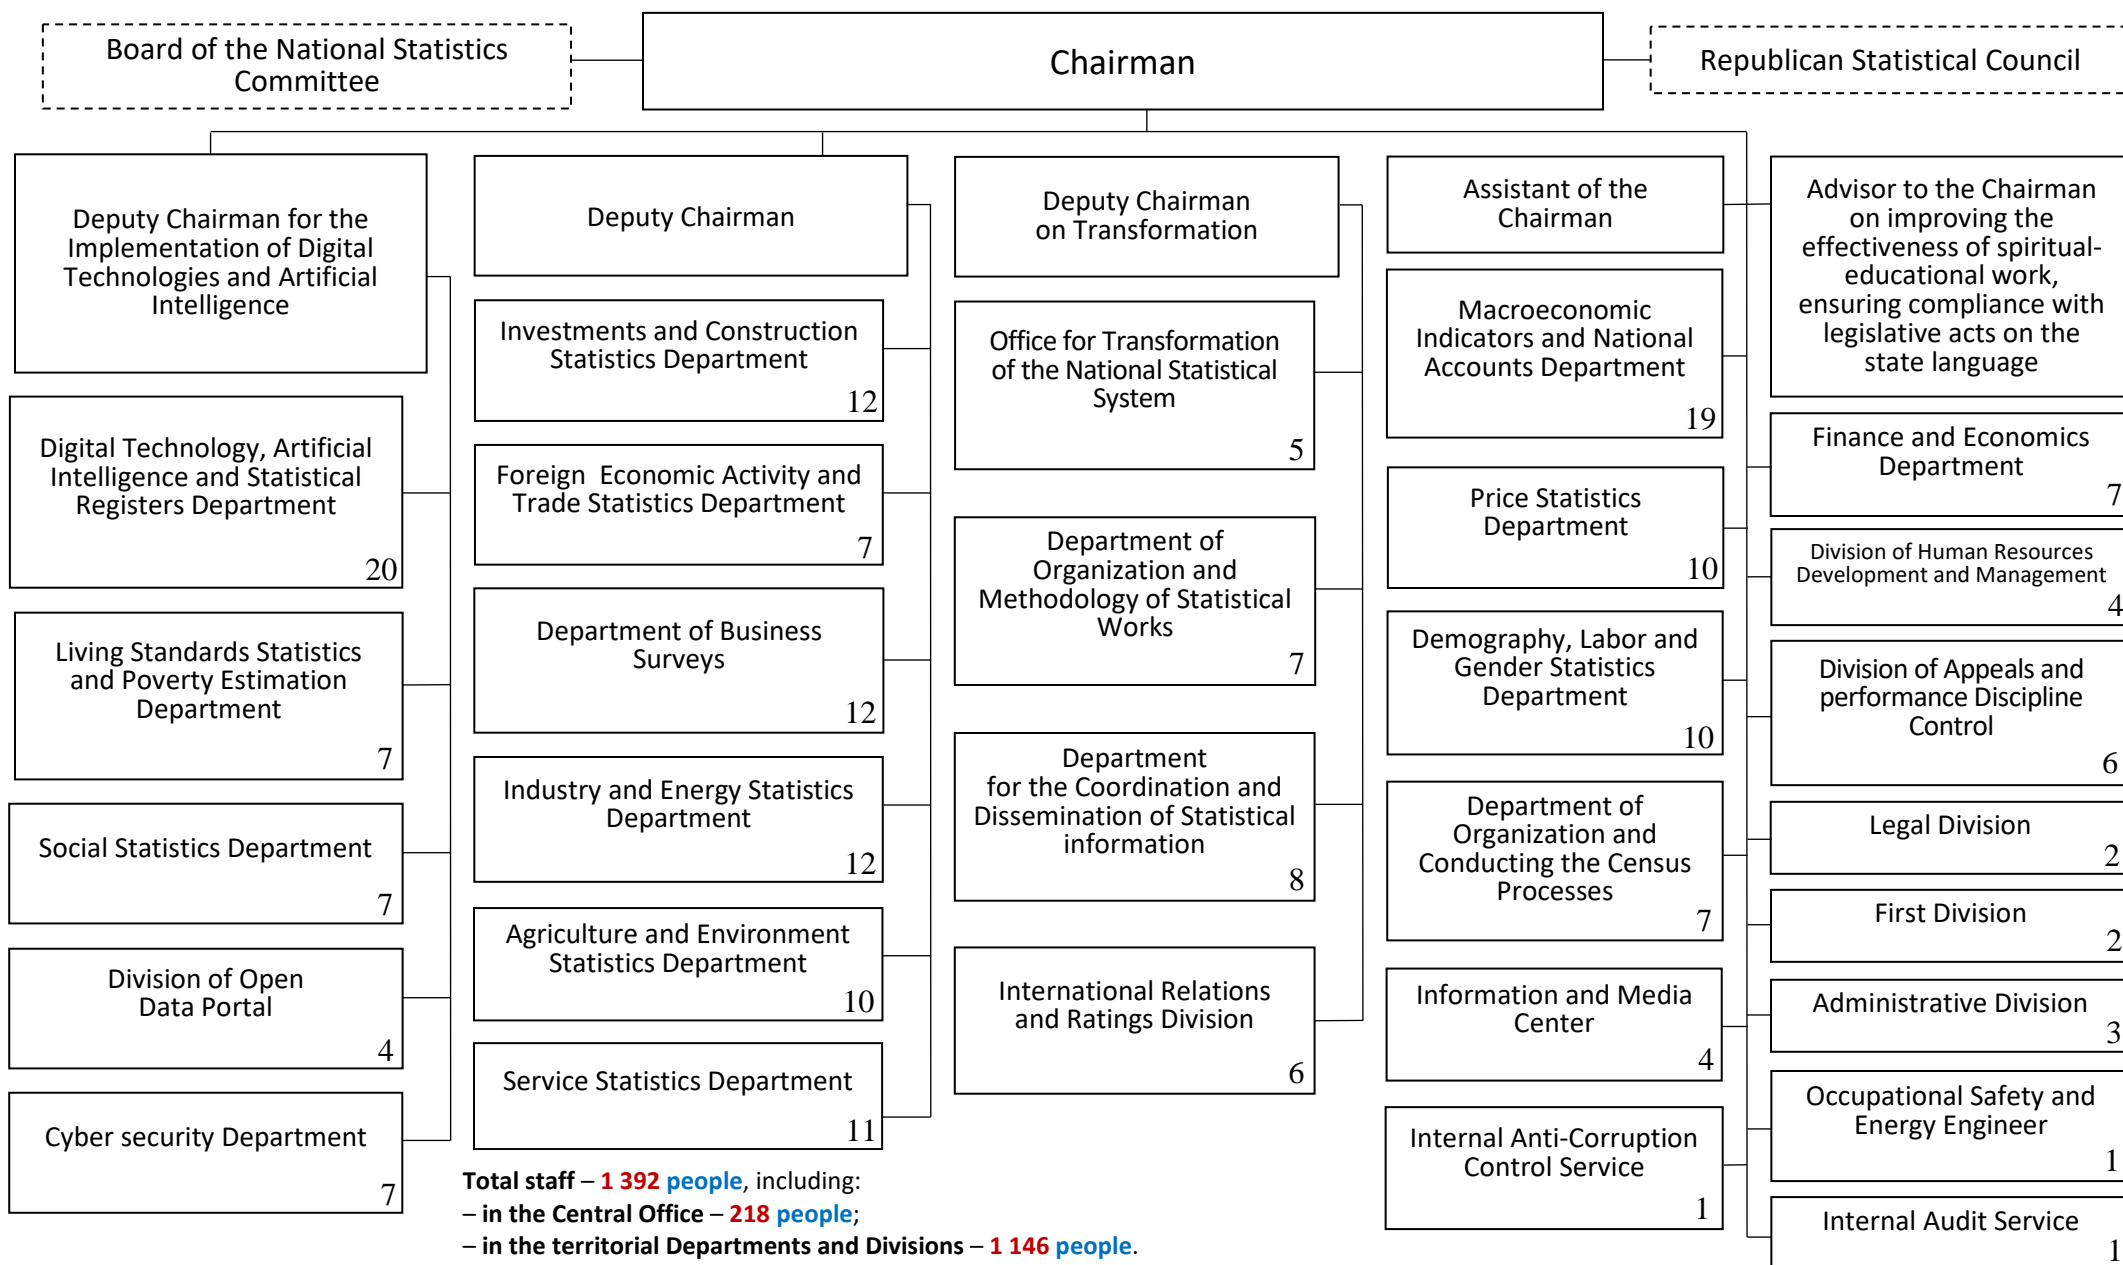 Board of the National Statistics
Committee
Chairman
Republican Statistical Council
Deputy Chairman for the
Implementation of Digital
Technologies and Artificial
Intelligence
Digital Technology, Artificial
Intelligence and Statistical
Registers Department
20
Living Standards Statistics
and Poverty Estimation
Department
7
Social Statistics Department
7
Division of Open
Data Portal
4
Cyber security Department
7
Deputy Chairman
Investments and Construction
Statistics Department
12
Foreign  Economic Activity and
Trade Statistics Department
7
Department of Business
Surveys
12
Industry and Energy Statistics
Department
12
Agriculture and Environment
Statistics Department
10
Service Statistics Department
11
Deputy Chairman
on Transformation
Office for Transformation
of the National Statistical
System
5
Department of
Organization and
Methodology of Statistical
Works
7
Department
for the Coordination and
Dissemination of Statistical
information
8
International Relations
and Ratings Division
6
Assistant of the
Chairman
Macroeconomic
Indicators and National
Accounts Department
19
Price Statistics
Department
10
Demography, Labor and
Gender Statistics
Department
10
Department of
Organization and
Conducting the Census
Processes
7
Information and Media
Center
4
Internal Anti-Corruption
Control Service
1
Advisor to the Chairman
on improving the
effectiveness of spiritual-
educational work,
ensuring compliance with
legislative acts on the
state language
Finance and Economics
Department
7
Division of Human Resources
Development and Management
4
Division of Appeals and
performance Discipline
Control
6
Legal Division
2
First Division
2
Administrative Division
3
Occupational Safety and
Energy Engineer
1
Internal Audit Service
1
Total staff – 1 392 people, including:
– in the Central Office – 218 people;
– in the territorial Departments and Divisions – 1 146 people.